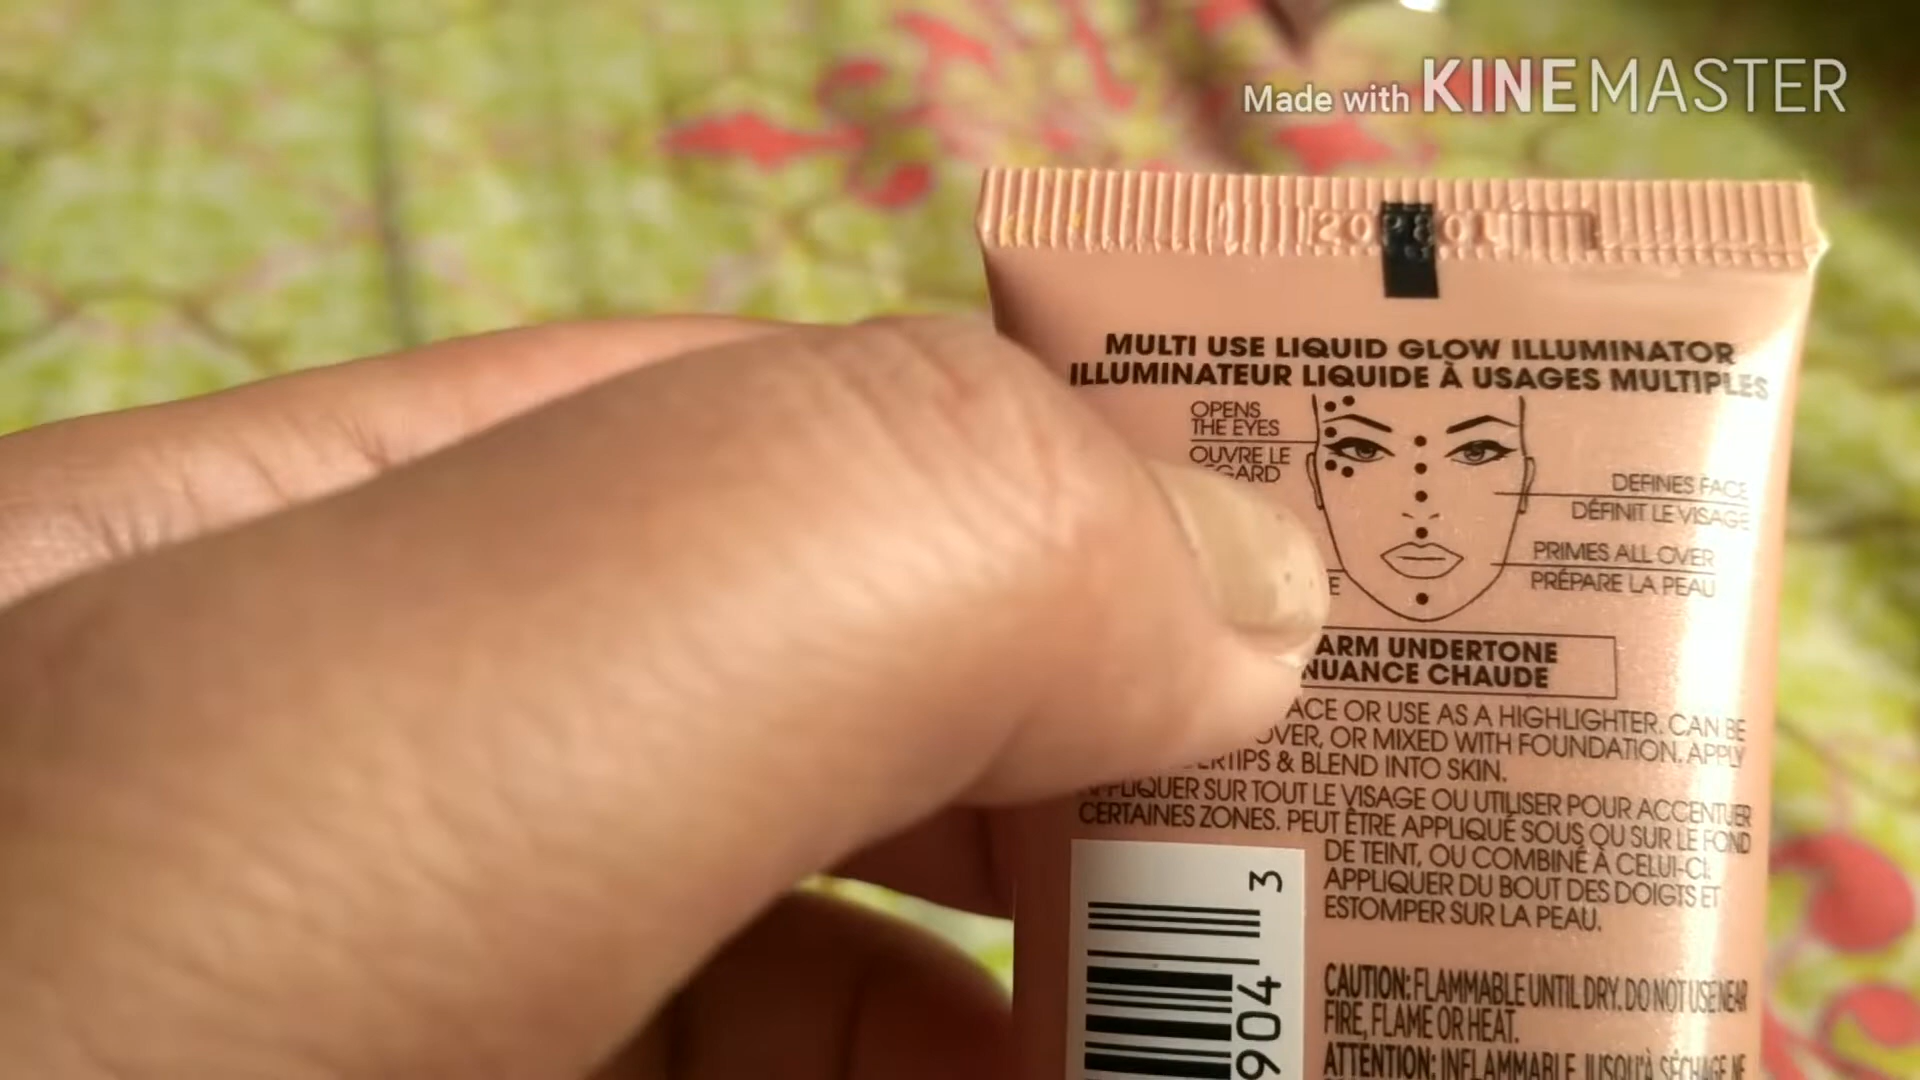 Made with KINEMASTER
MULTI USE LIQUID GLOW ILLUMINATOR
ILLUMINATEUR LIQUIDE À USAGES MULTIPLES
OPENS
THE EYES
OUVRE LE
DEFINES FACE
DÉFINIT LE VISAGE
PRIMES ALL OVER
PRÉPARE LA PEAU
UNDERTONE
NUANCE CHAUDE
OR USE AS A HIGHLIGHTER. CAN BE
OVER, OR MIXED WITH FOUNDATION. APPLY
& BLEND INTO SKIN.
SUR TOUT LE VISAGE OU UTILISER POUR ACCENTUER
CERTAINES ZONES. PEUT ÊTRE APPLIQUÉ SOUS OU SUR LE FOND
DE TEINT, OU COMBINÉ À CELUI-CI.
APPLIQUER DU BOUT DES DOIGTS ET
ESTOMPER SUR LA PEAU.
3
904
CAUTION: FLAMMABLE UNTIL DRY. DO NOT USE NEAR
FIRE, FLAME OR HEAT.
ATTENTION: INFLAMMABLE JUSQU'À SÉCHAGE NE